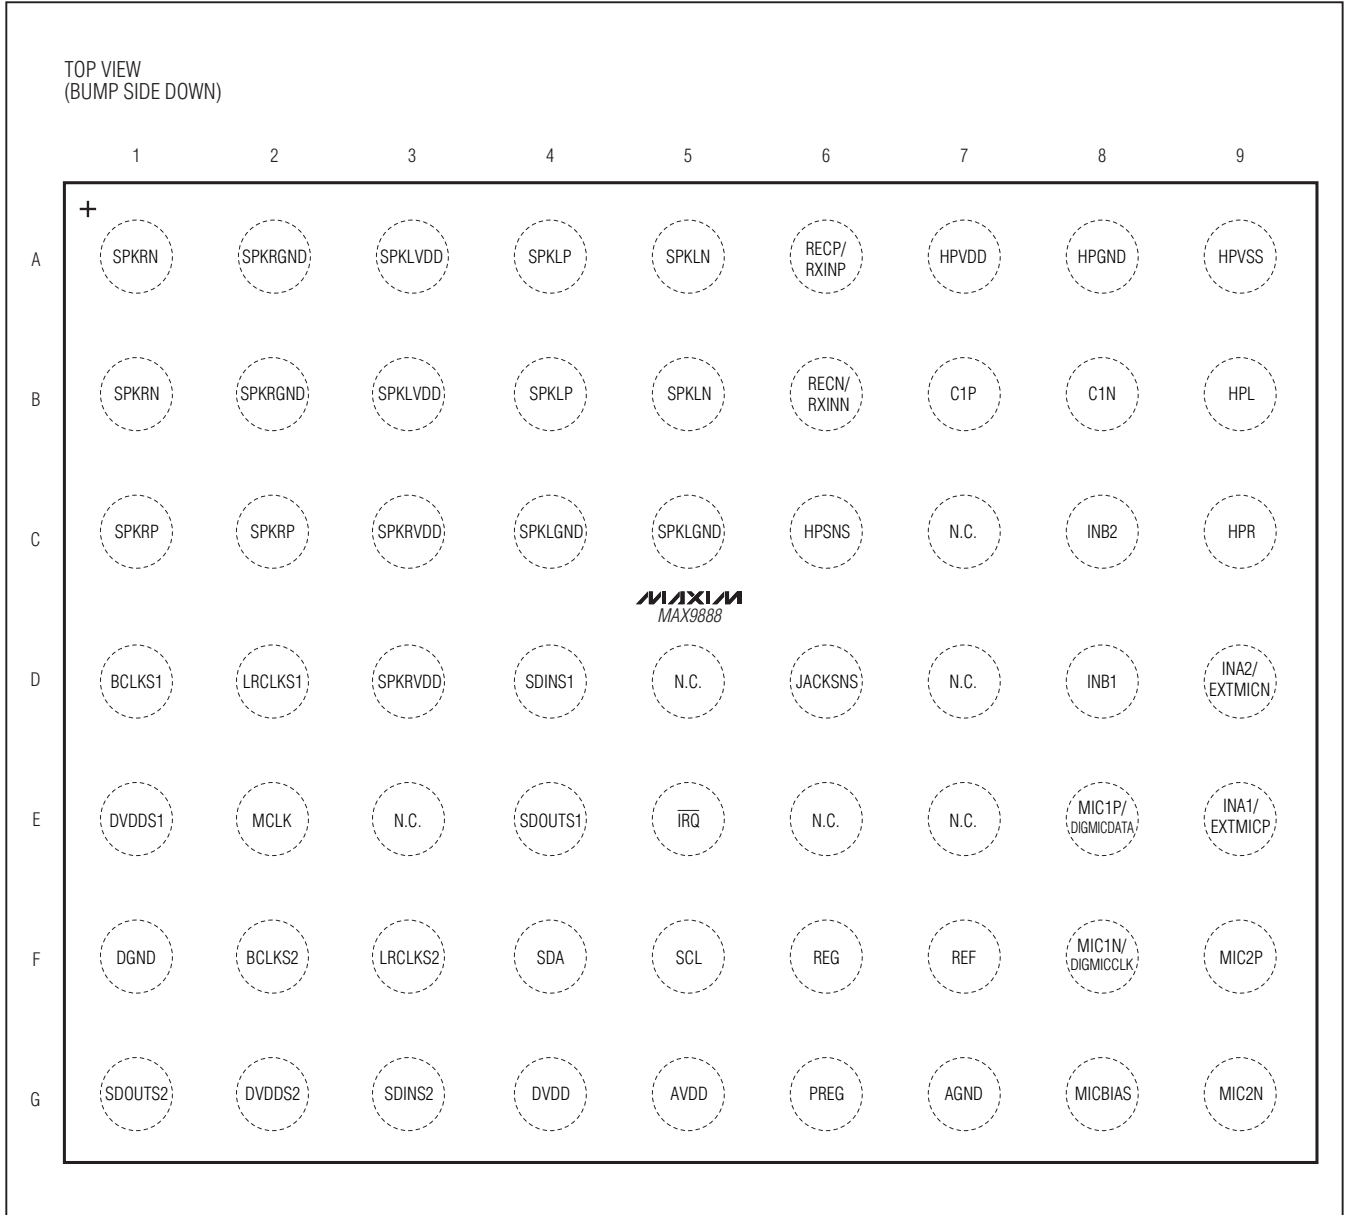 TOP VIEW
(BUMP SIDE DOWN)
1 2 3 4 5 6 7 8 9
+
A SPKRN SPKRGND SPKLVDD SPKLP SPKLN RECP/ RXINP HPVDD HPGND HPVSS
B SPKRN SPKRGND SPKLVDD SPKLP SPKLN RECN/ RXINN C1P C1N HPL
C SPKRP SPKRP SPKRVDD SPKLGND SPKLGND HPSNS N.C. INB2 HPR
MAXIM
MAX9888
D BCLKS1 LRCLKS1 SPKRVDD SDINS1 N.C. JACKSNS N.C. INB1 INA2/ EXTMICN
E DVDDS1 MCLK N.C. SDOUTS1 IRQ N.C. N.C. MIC1P/ DIGMICDATA INA1/ EXTMICP
F DGND BCLKS2 LRCLKS2 SDA SCL REG REF MIC1N/ DIGMICCLK MIC2P
G SDOUTS2 DVDDS2 SDINS2 DVDD AVDD PREG AGND MICBIAS MIC2N